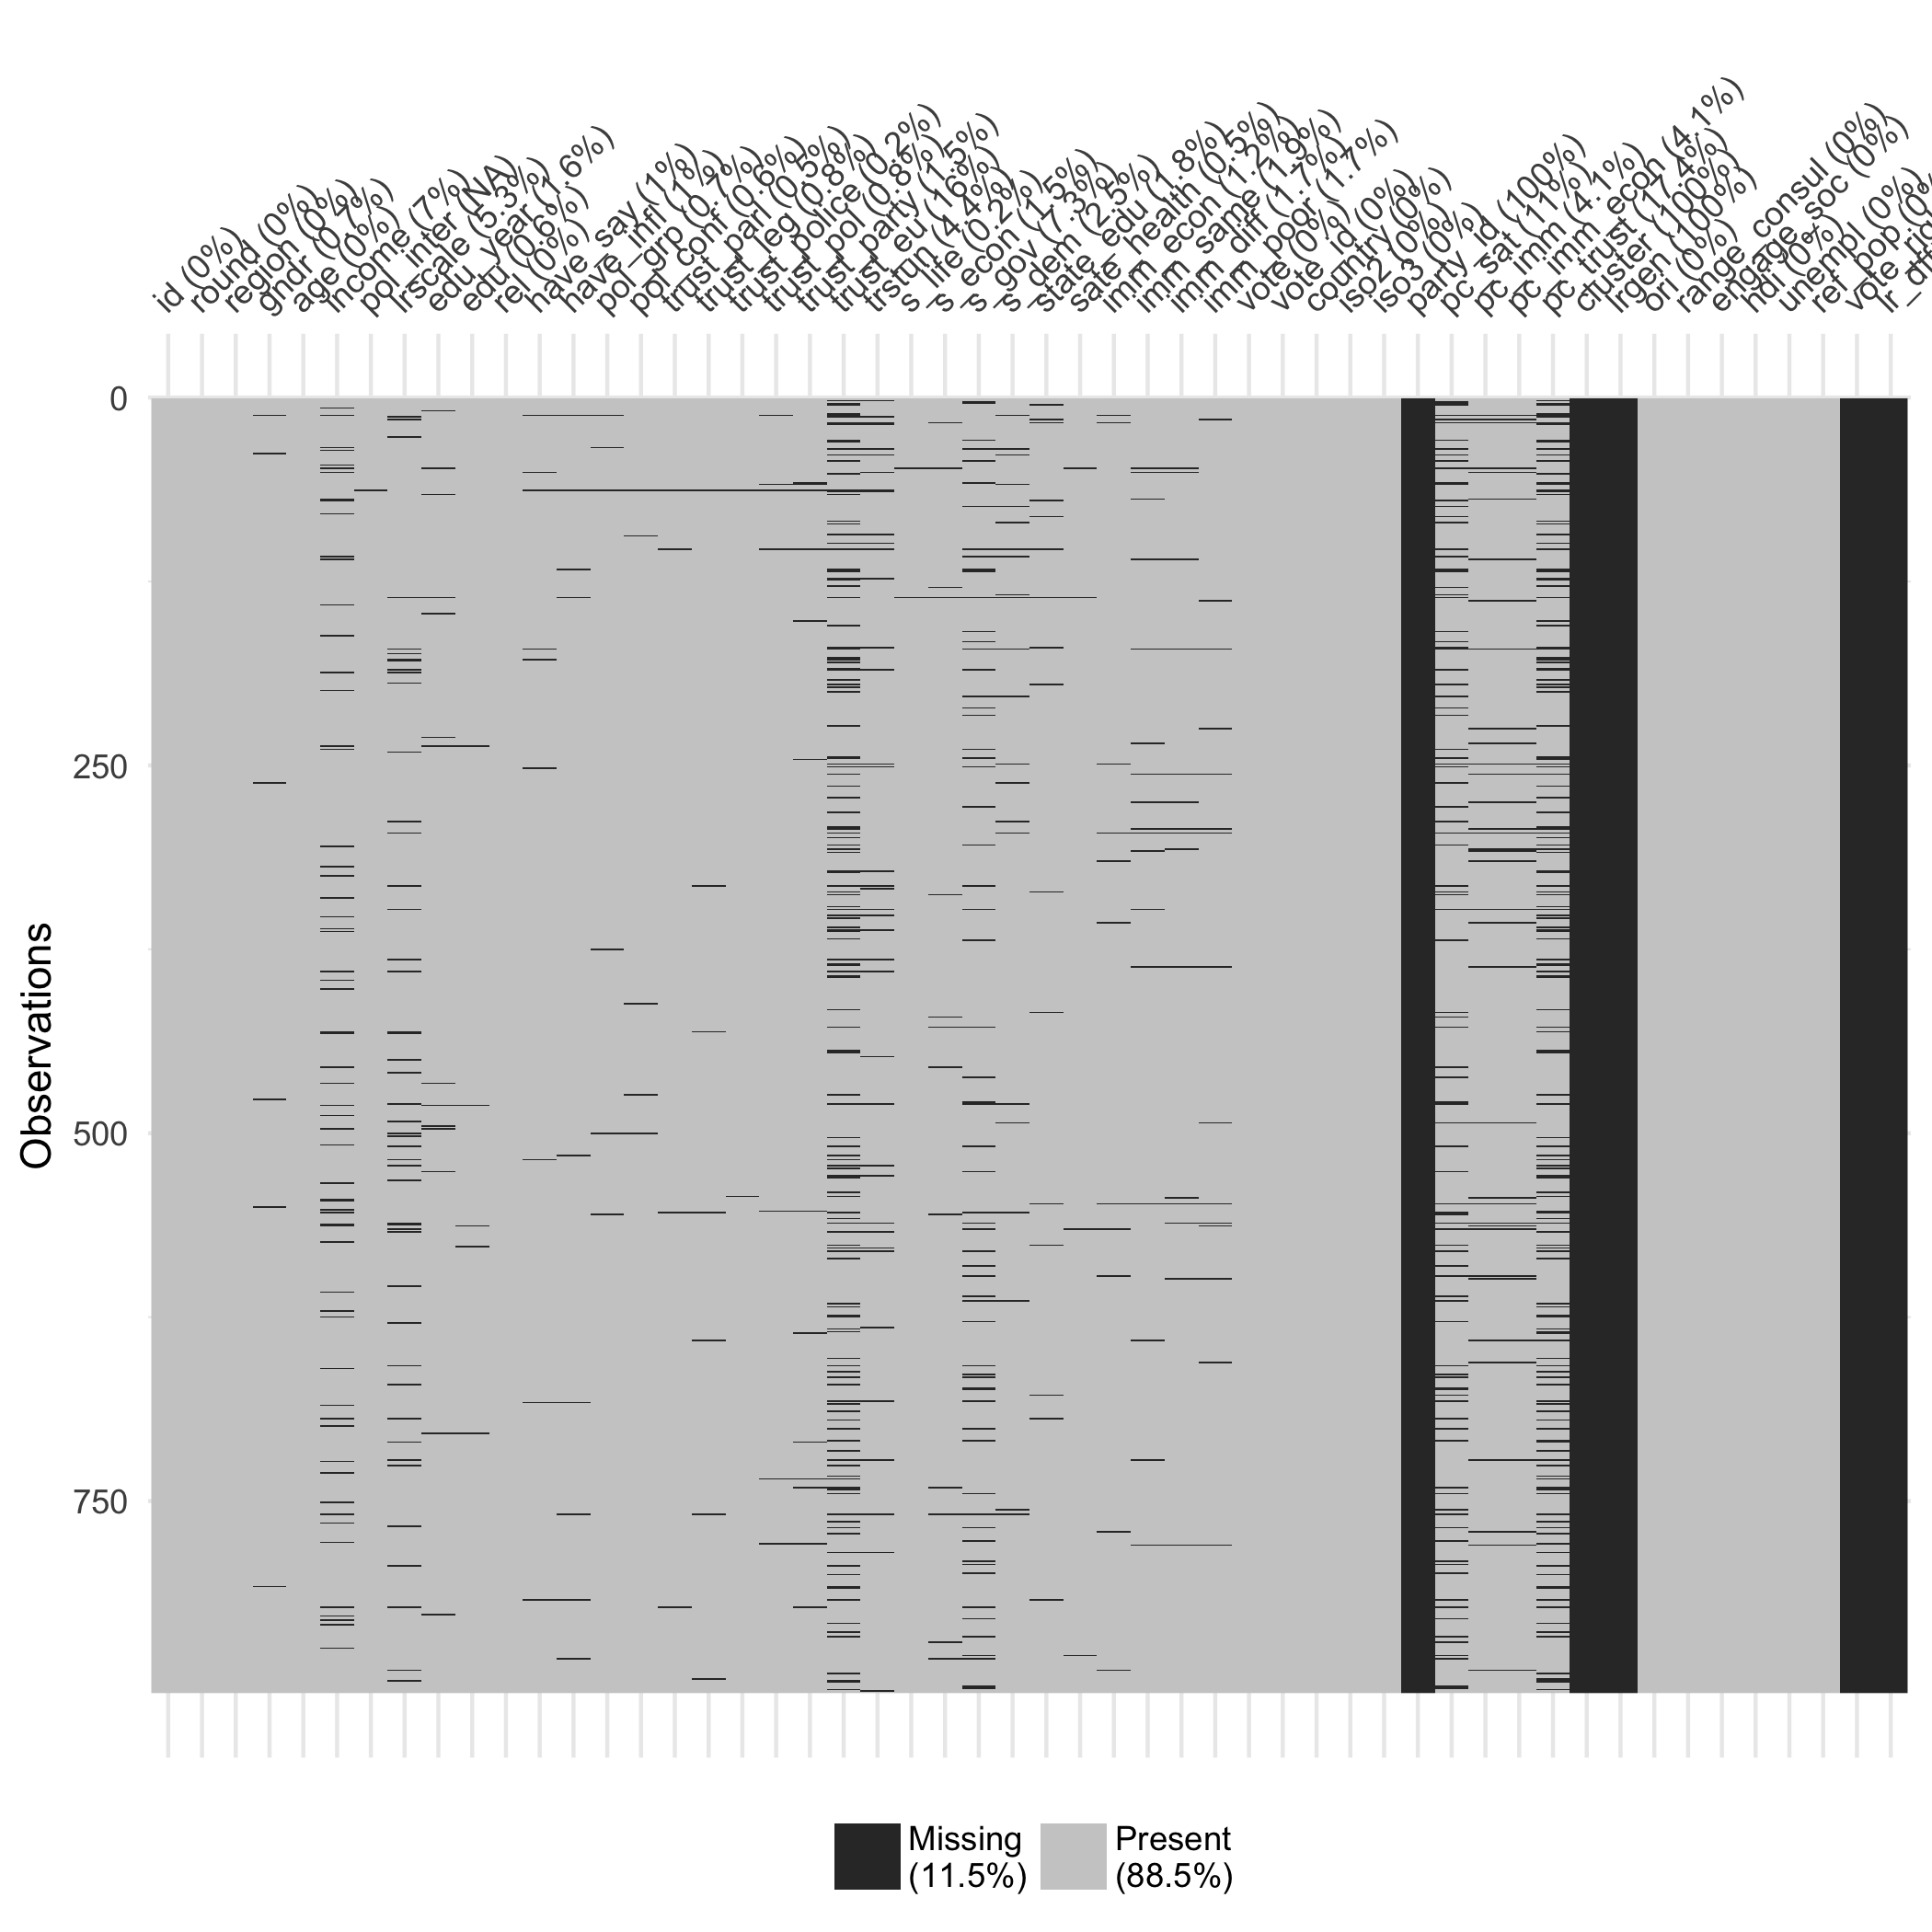 id (0%)
round (0%)
region (0%)
gndr (0.7%)
age (0%)
income (7%)
pol_inter (NA)
lrscale (5.3%)
edu_year (1.6%)
edu (0.6%)
rel (0%)
have_say (1%)
have_infl (1%)
pol_grp (0.7%)
pol_conf (0.6%)
trust_parl (0.5%)
trust_leg (0.8%)
trust_police (0.2%)
trust_pol (0.8%)
trust_party (1.5%)
trust_eu (16%)
trstun (4.4%)
s_life (0.2%)
s_econ (1.5%)
s_gov (7.3%)
s_dem (2.5%)
state_edu (1.8%)
sate_health (0.5%)
imm_econ (1.2%)
imm_same (1.9%)
imm_diff (1.7%)
imm_poor (1.7%)
vote (0%)
vote_id (0%)
country (0%)
iso2 (0%)
iso3 (0%)
party_id (100%)
pc_sat (11%)
pc_imm (4.1%)
pc_imm_econ (4.1%)
pc_trust (17.4%)
cluster (100%)
lrgen (100%)
ori (0%)
range_consul (0%)
engage_soc (0%)
hdi (0%)
unempl (0%)
ref_pop
vote
lr
0
250
500
750
Observations
Missing
(11.5%)
Present
(88.5%)